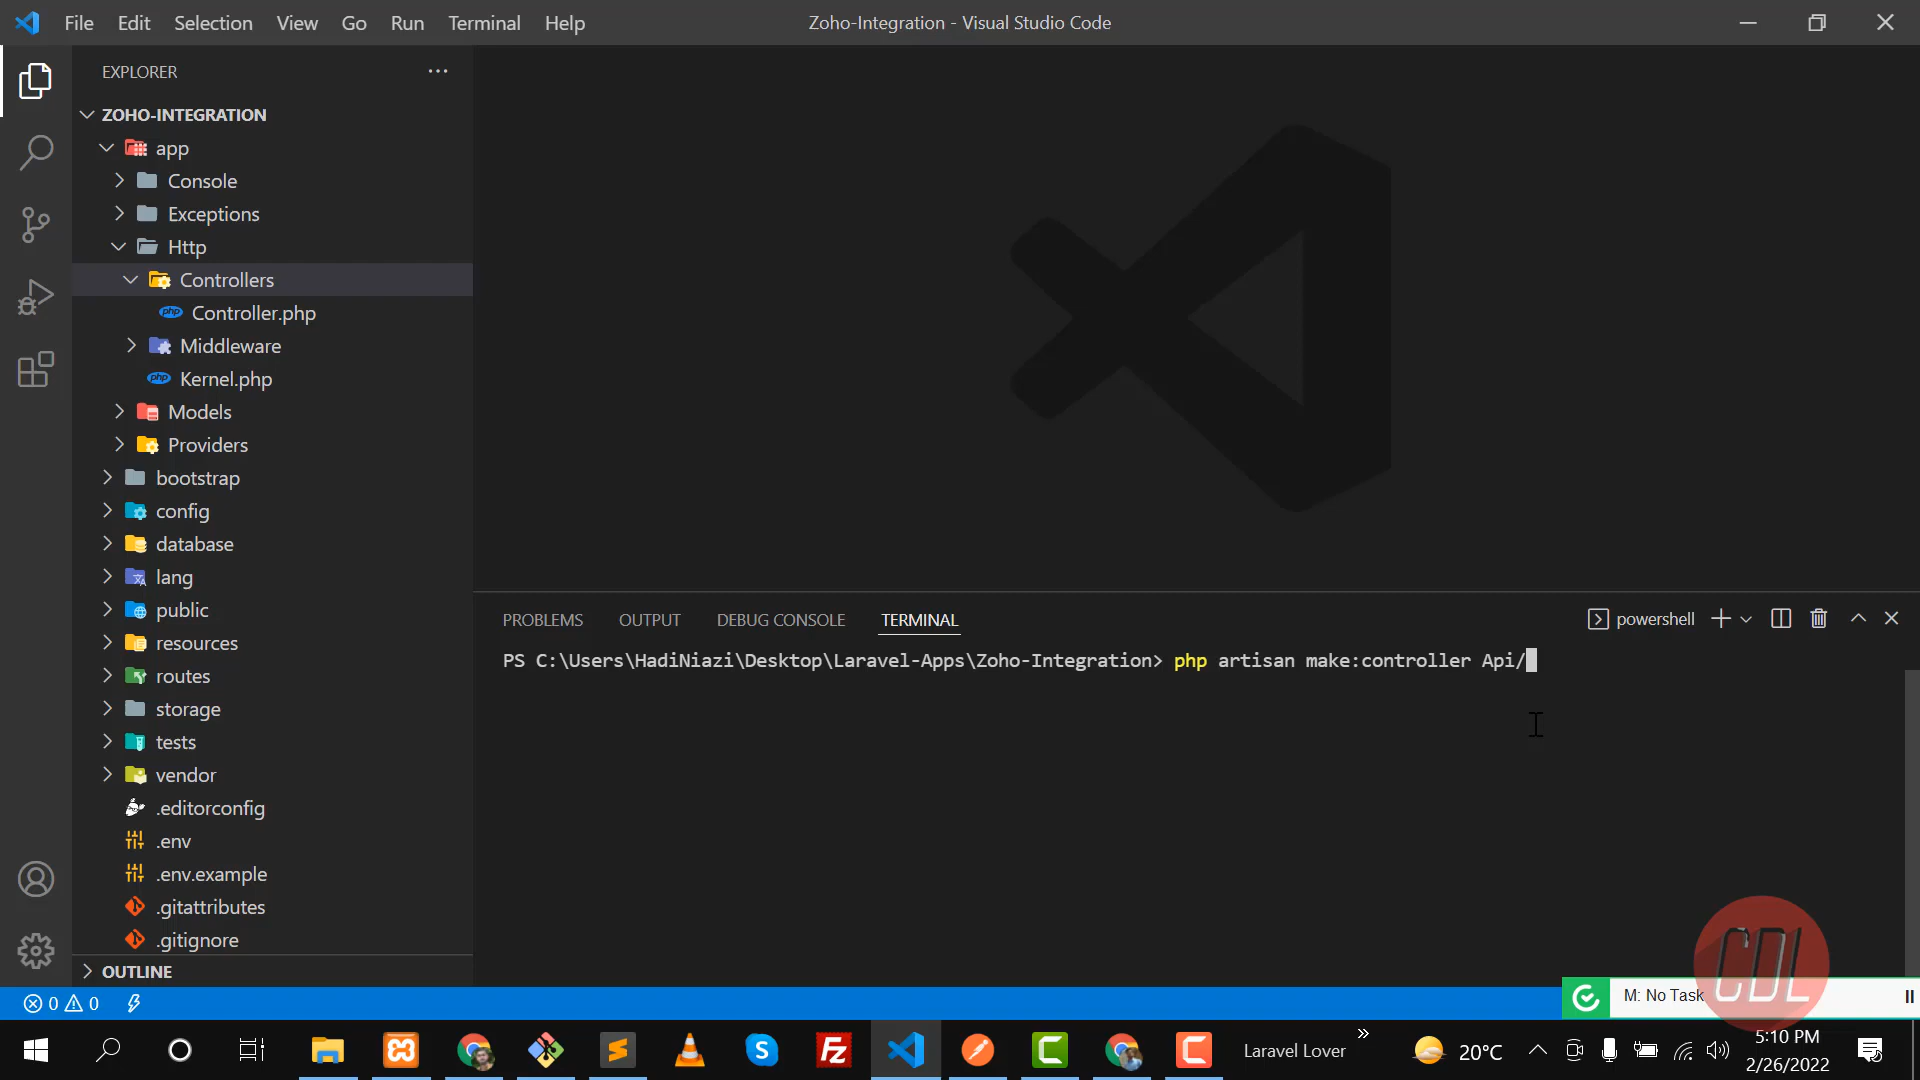 File Edit Selection View Go Run Terminal Help
Zoho-Integration - Visual Studio Code
EXPLORER
ZOHO-INTEGRATION
app
Console
Exceptions
Http
Controllers
php Controller.php
Middleware
php Kernel.php
Models
Providers
bootstrap
config
database
lang
public
resources
routes
storage
tests
vendor
.editorconfig
.env
.env.example
.gitattributes
.gitignore
OUTLINE
PROBLEMS OUTPUT DEBUG CONSOLE TERMINAL
powershell
PS C:\Users\HadiNiazi\Desktop\Laravel-Apps\Zoho-Integration> php artisan make:controller Api/
0 0
M: No Task
CDL
Laravel Lover
20°C
5:10 PM
2/26/2022